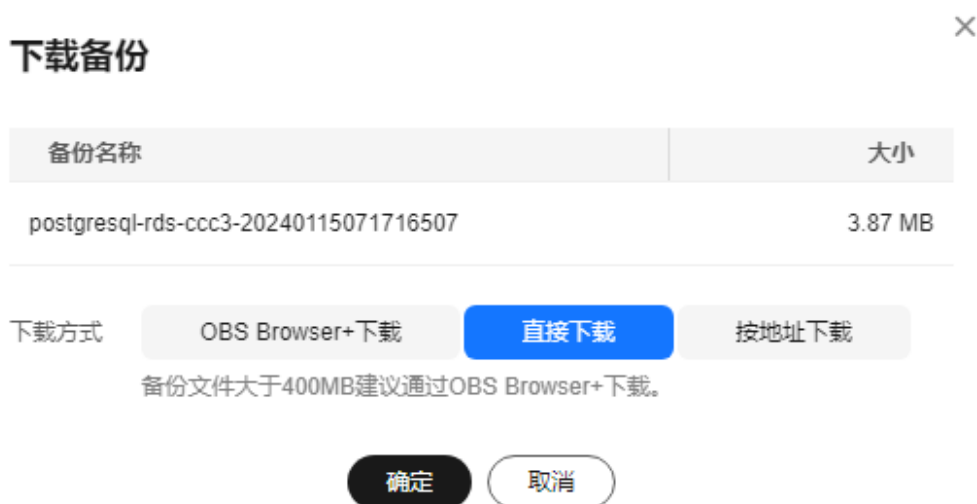 下载备份
备份名称 大小
postgresql-rds-ccc3-20240115071716507 3.87 MB
下载方式 OBS Browser+下载 直接下载 按地址下载
备份文件大于400MB建议通过OBS Browser+下载。
确定 取消